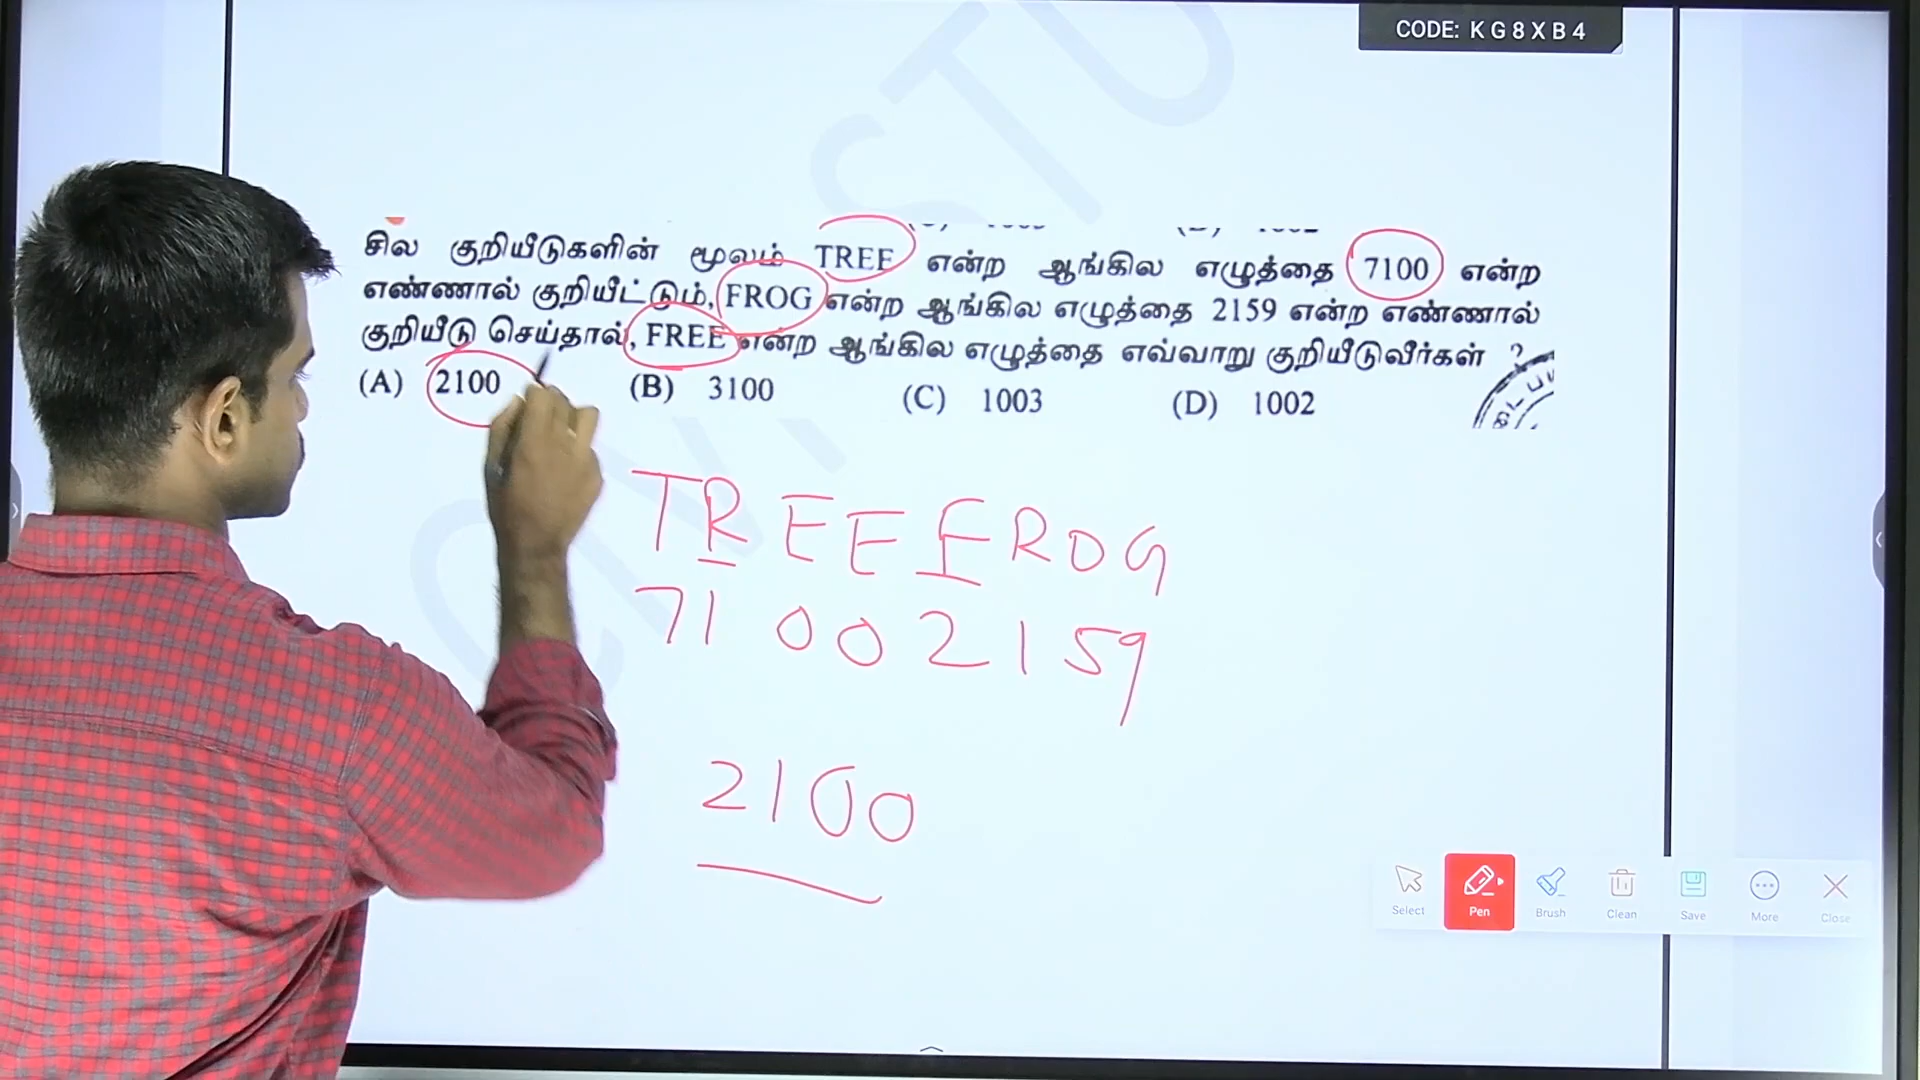 CODE: K G 8 X B 4
சில குறியீடுகளின் மூலம் TREE என்ற ஆங்கில எழுத்தை 7100 என்ற
எண்ணால் குறியீட்டும், FROG என்ற ஆங்கில எழுத்தை 2159 என்ற எண்ணால்
குறியீடு செய்தால், FREE என்ற ஆங்கில எழுத்தை எவ்வாறு குறியீடுவீர்கள் ?
(A) 2100 (B) 3100 (C) 1003 (D) 1002
TREE FROG
7100 2159
2100
Select Pen Brush Clean Save More Close